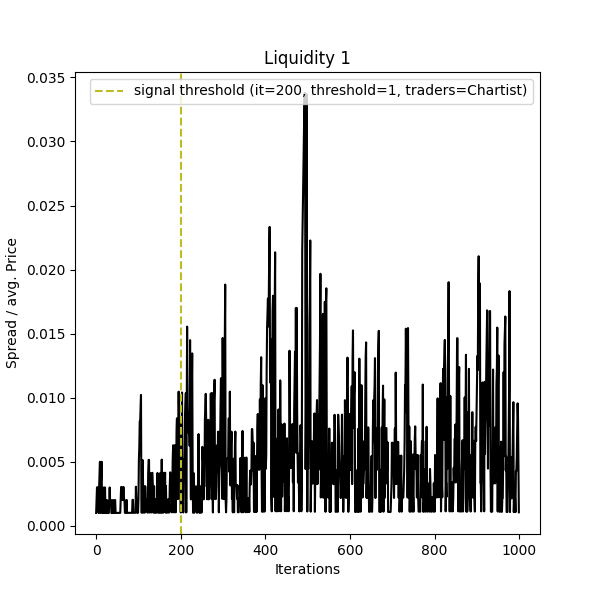 Liquidity 1
signal threshold (it=200, threshold=1, traders=Chartist)
Spread / avg. Price
0.035
0.030
0.025
0.020
0.015
0.010
0.005
0.000
0 200 400 600 800 1000
Iterations